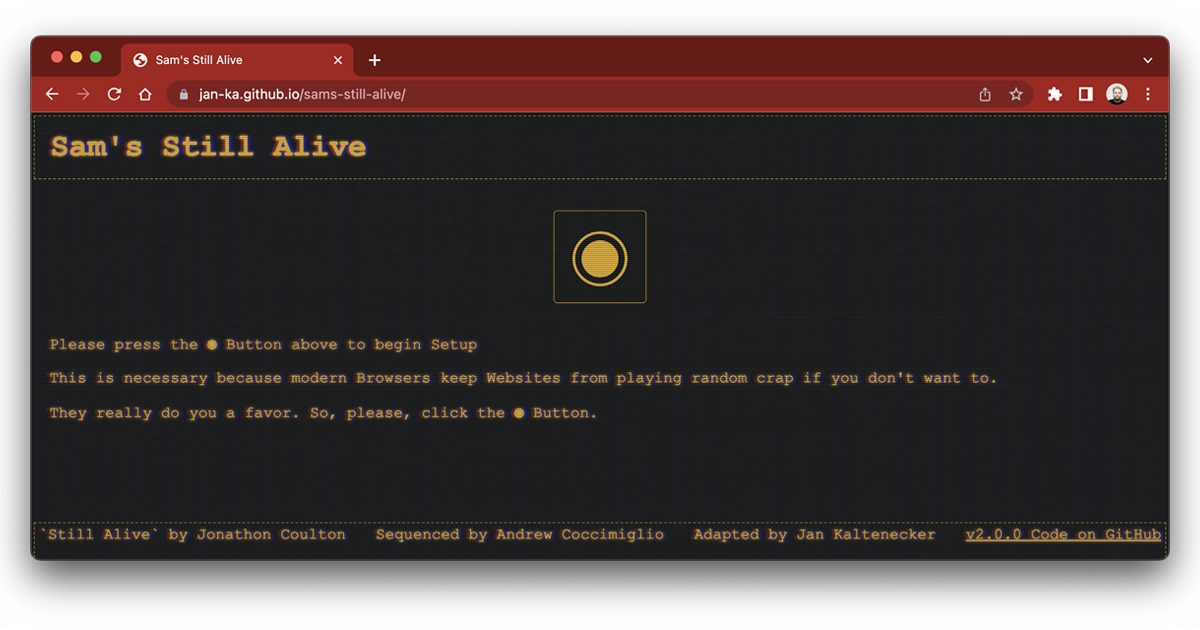 Sam's Still Alive
jan-ka.github.io/sams-still-alive/
Sam's Still Alive
Please press the ● Button above to begin Setup
This is necessary because modern Browsers keep Websites from playing random crap if you don't want to.
They really do you a favor. So, please, click the ● Button.
`Still Alive` by Jonathon Coulton Sequenced by Andrew Coccimiglio Adapted by Jan Kaltenecker v2.0.0 Code on GitHub